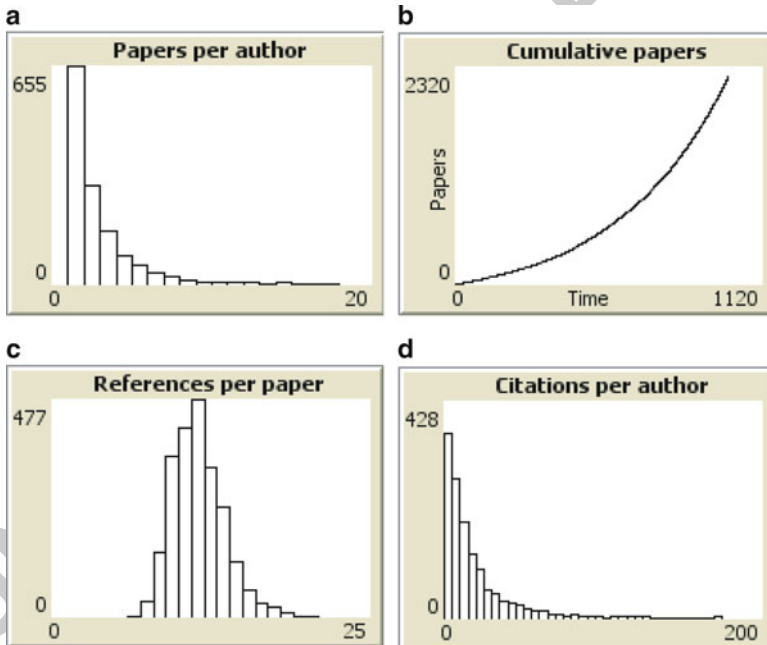 a
Papers per author
655
0
0 20
b
Cumulative papers
2320
Papers
0
0 Time 1120
c
References per paper
477
0
0 25
d
Citations per author
428
0
0 200